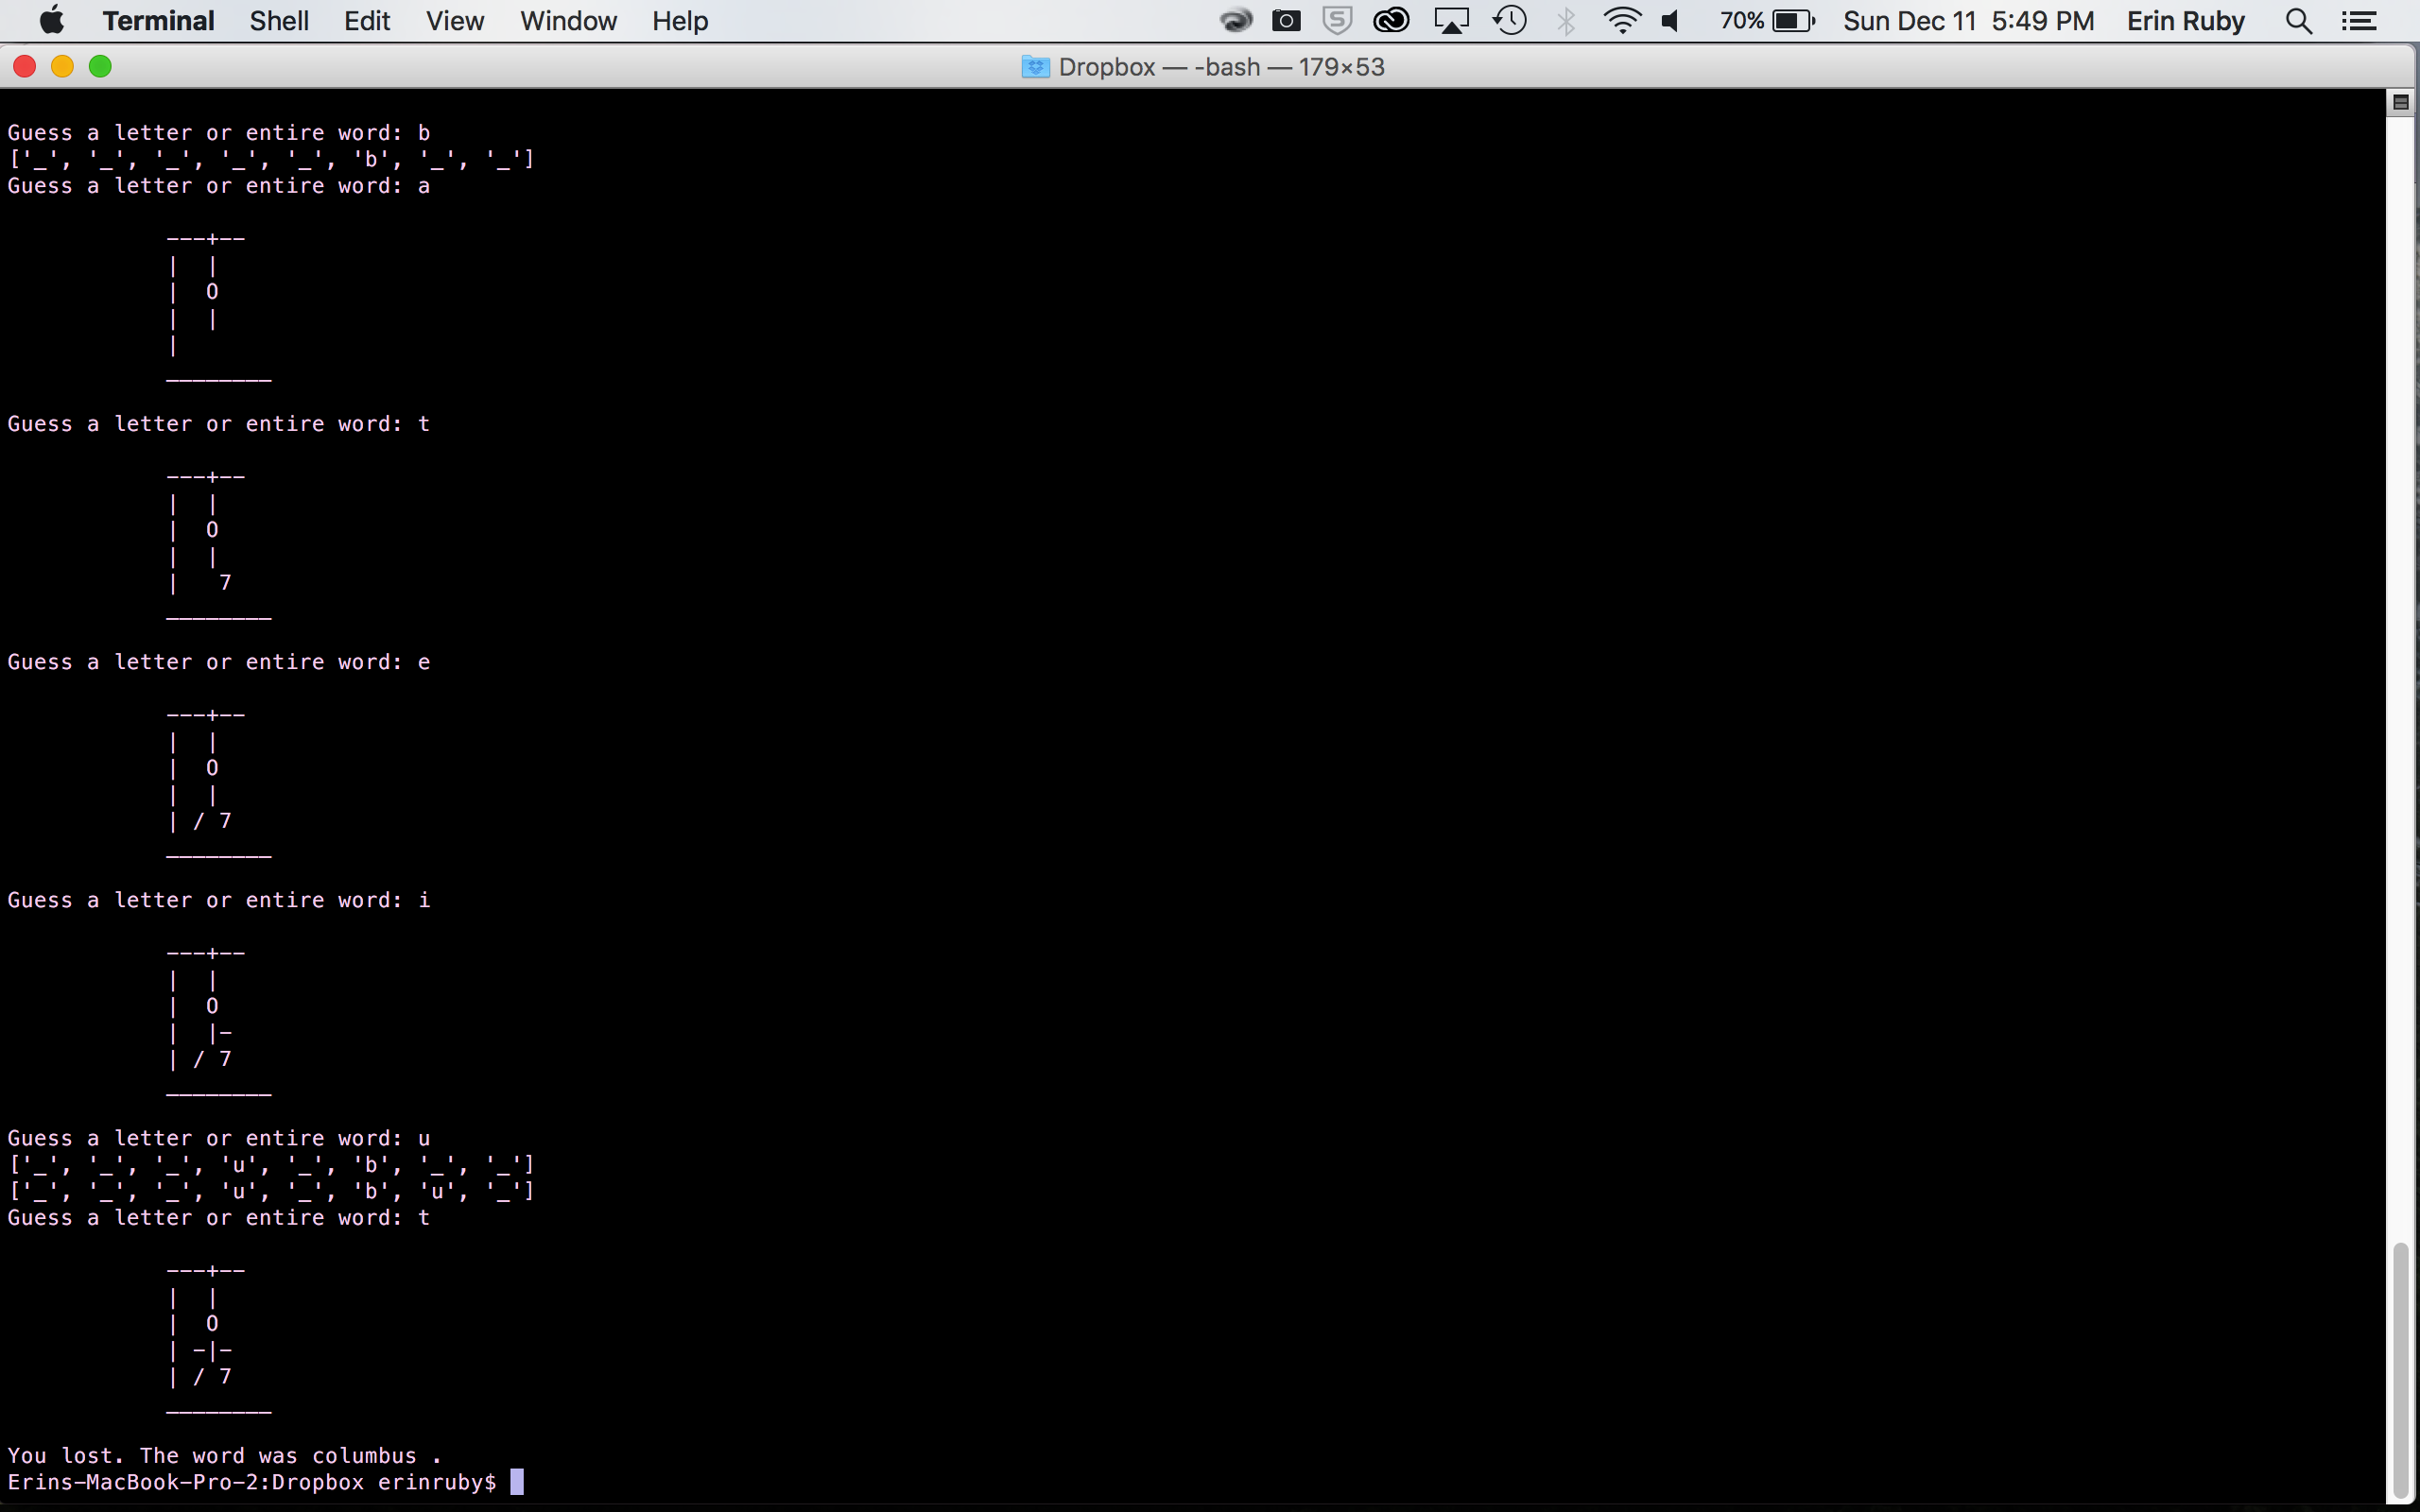 Terminal Shell Edit View Window Help 70% Sun Dec 11 5:49 PM Erin Ruby
Dropbox — -bash — 179×53
Guess a letter or entire word: b
['_', '_', '_', '_', '_', 'b', '_', '_']
Guess a letter or entire word: a
---+--
|  |
|  O
|  |
|
________
Guess a letter or entire word: t
---+--
|  |
|  O
|  |
|   7
________
Guess a letter or entire word: e
---+--
|  |
|  O
|  |
| / 7
________
Guess a letter or entire word: i
---+--
|  |
|  O
|  |-
| / 7
________
Guess a letter or entire word: u
['_', '_', '_', 'u', '_', 'b', '_', '_']
['_', '_', '_', 'u', '_', 'b', 'u', '_']
Guess a letter or entire word: t
---+--
|  |
|  O
| -|-
| / 7
________
You lost. The word was columbus .
Erins-MacBook-Pro-2:Dropbox erinruby$